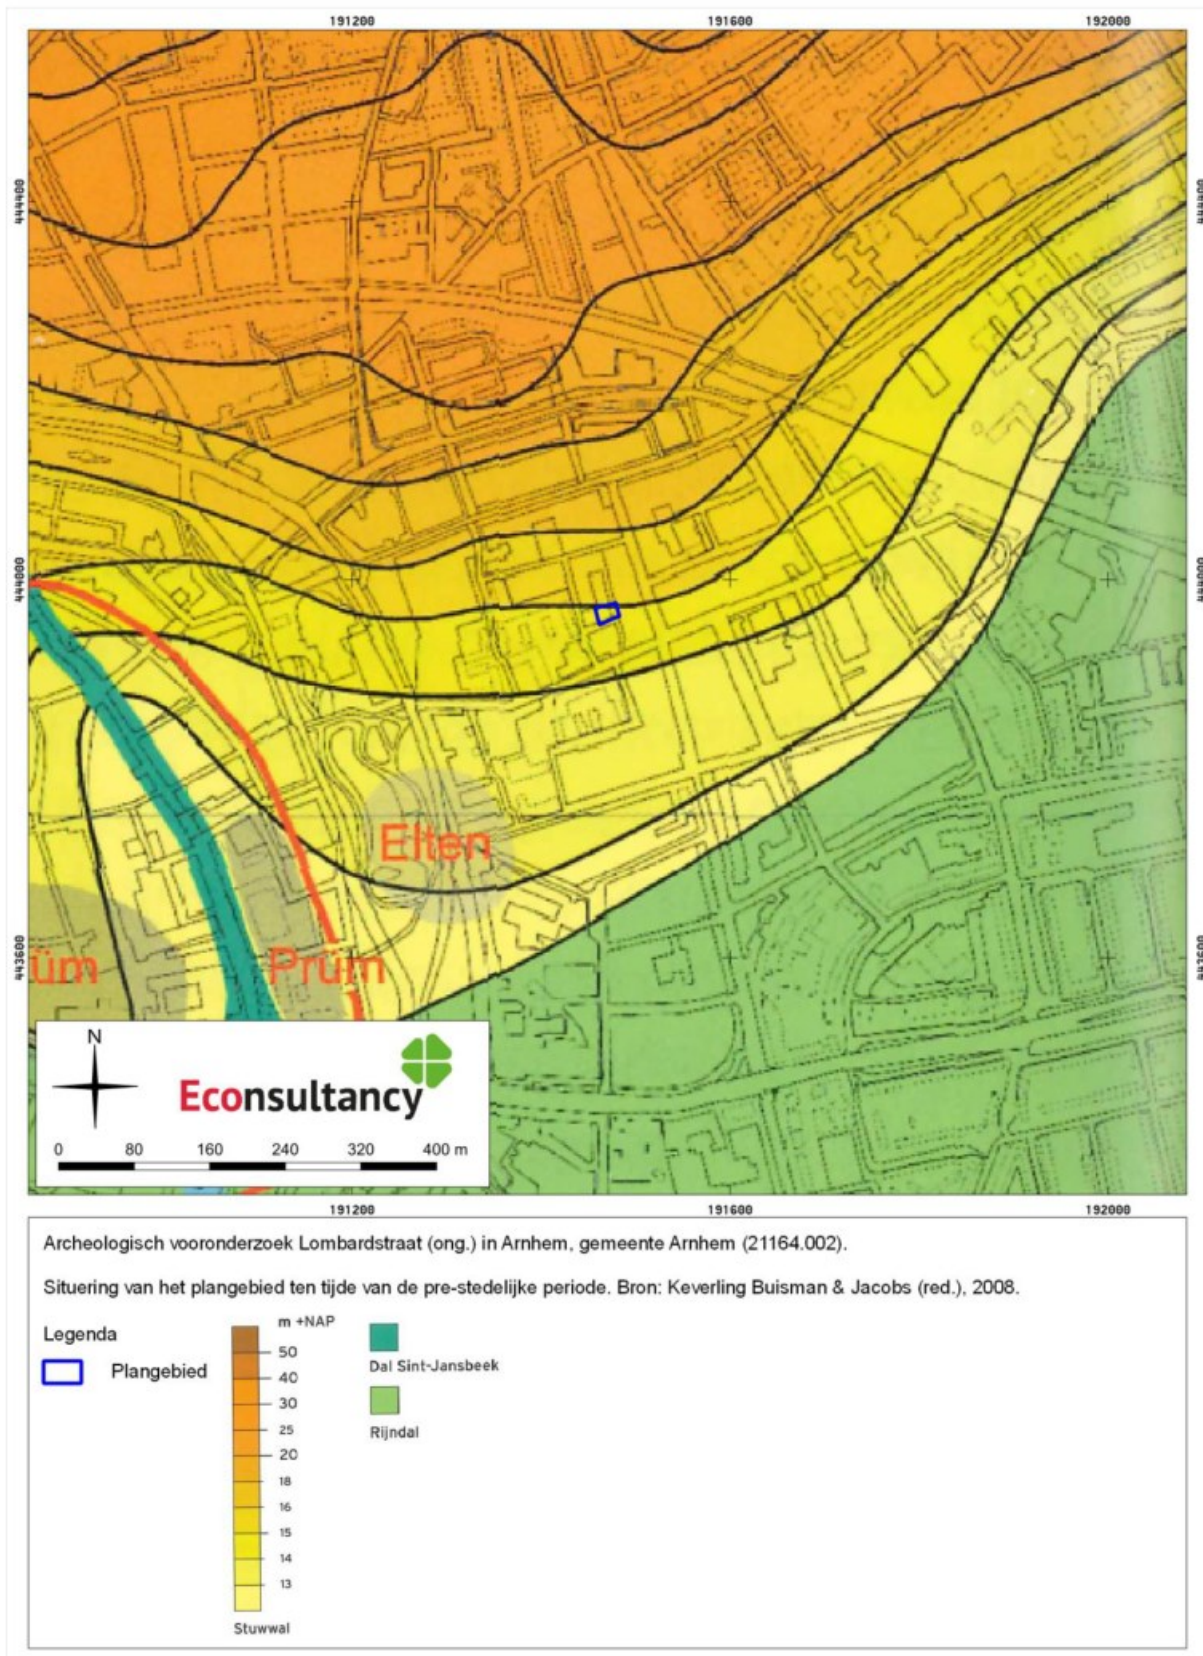 191200 191600 192000
444400 444400
444000 444000
Elten
üm Prüm
443600 443600
N
Econsultancy
0 80 160 240 320 400 m
191200 191600 192000
Archeologisch vooronderzoek Lombardstraat (ong.) in Arnhem, gemeente Arnhem (21164.002).
Situering van het plangebied ten tijde van de pre-stedelijke periode. Bron: Keverling Buisman & Jacobs (red.), 2008.
Legenda
Plangebied
m +NAP
50
40
30
25
20
18
16
15
14
13
Stuwwal
Dal Sint-Jansbeek
Rijndal